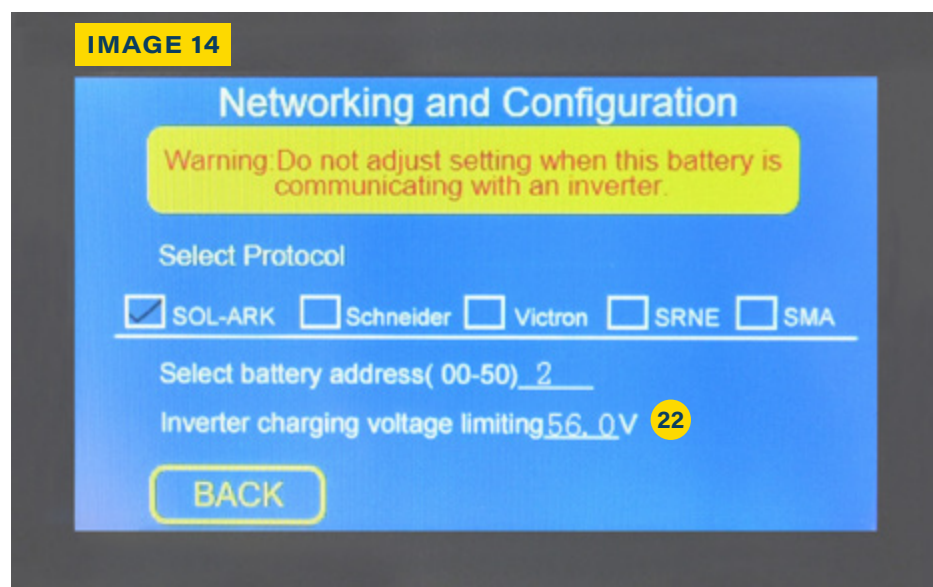 IMAGE 14
Networking and Configuration
Warning:Do not adjust setting when this battery is
communicating with an inverter.
Select Protocol
SOL-ARK Schneider Victron SRNE SMA
Select battery address( 00-50) 2
Inverter charging voltage limiting 56.0V 22
BACK